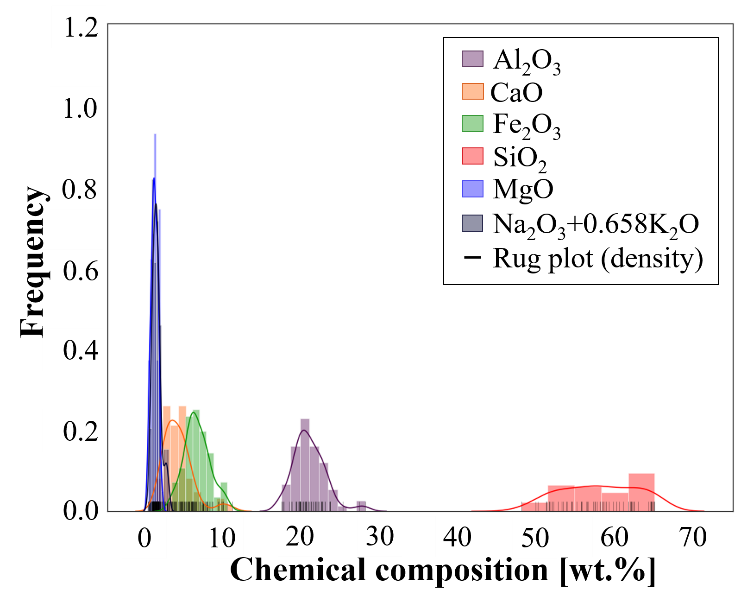 1.2
1.0
0.8
0.6
0.4
0.2
0.0
Frequency
Al₂O₃
CaO
Fe₂O₃
SiO₂
MgO
Na₂O₃+0.658K₂O
Rug plot (density)
0 10 20 30 40 50 60 70
Chemical composition [wt.%]